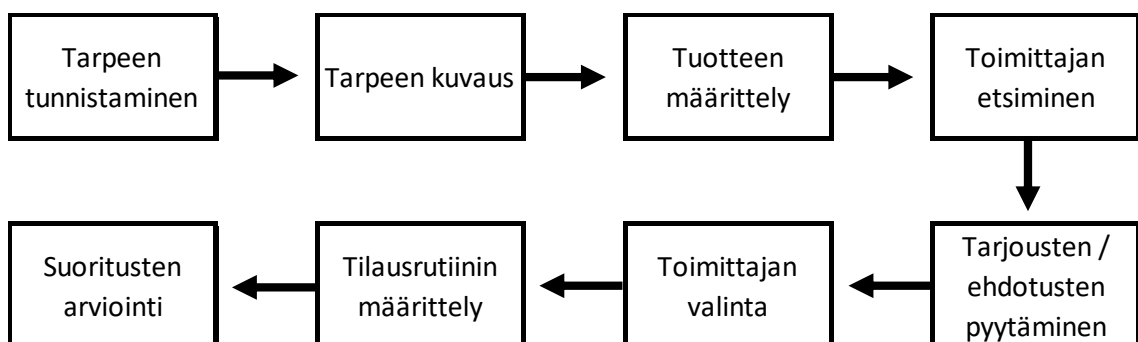 Tarpeen
tunnistaminen
Tarpeen kuvaus
Tuotteen
määrittely
Toimittajan
etsiminen
Tarjousten /
ehdotusten
pyytäminen
Toimittajan
valinta
Tilausrutiinin
määrittely
Suoritusten
arviointi